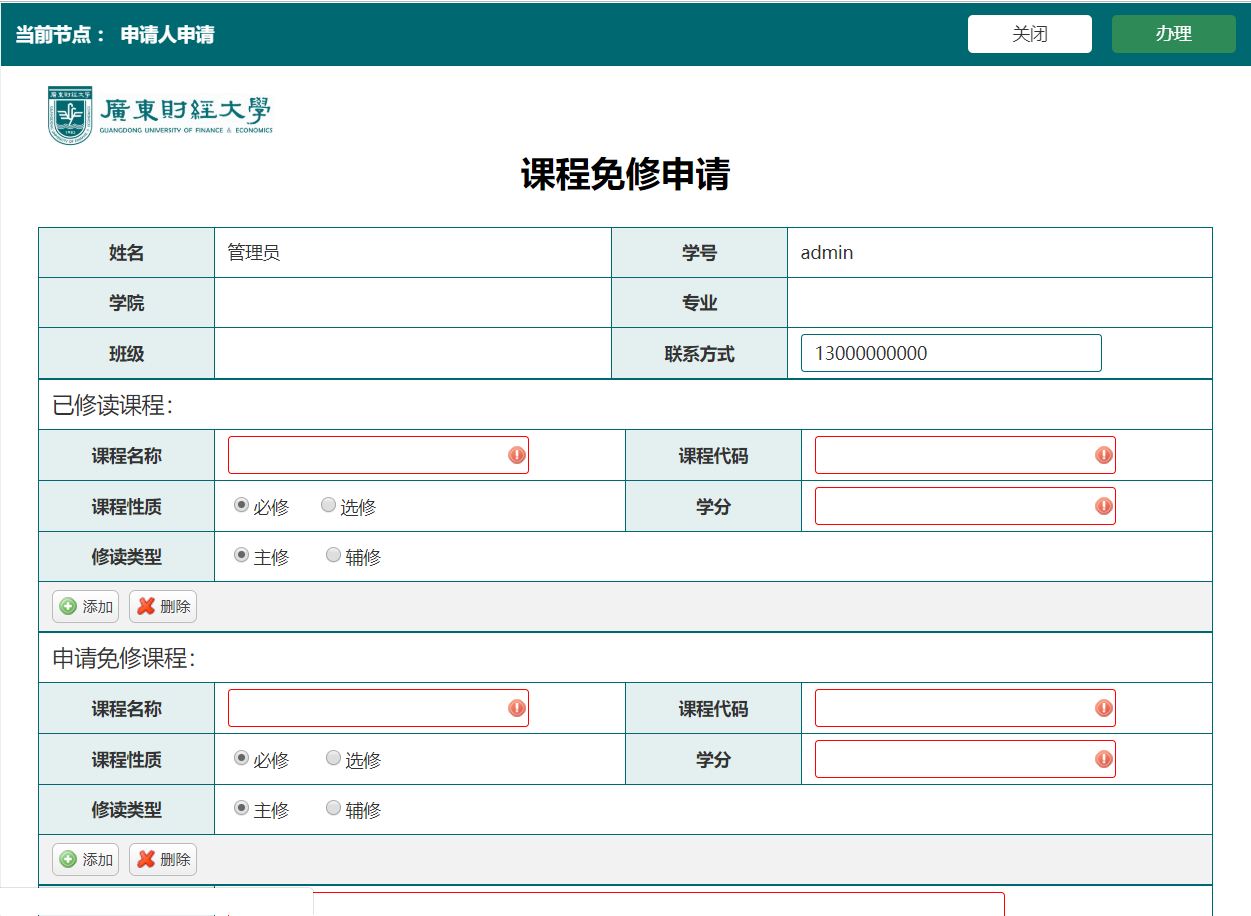 当前节点： 申请人申请
关闭
办理
廣東財經大學
GUANGDONG UNIVERSITY OF FINANCE & ECONOMICS
课程免修申请
姓名 管理员 学号 admin
学院 专业
班级 联系方式 13000000000
已修读课程：
课程名称 课程代码
课程性质 必修 选修 学分
修读类型 主修 辅修
添加 删除
申请免修课程：
课程名称 课程代码
课程性质 必修 选修 学分
修读类型 主修 辅修
添加 删除